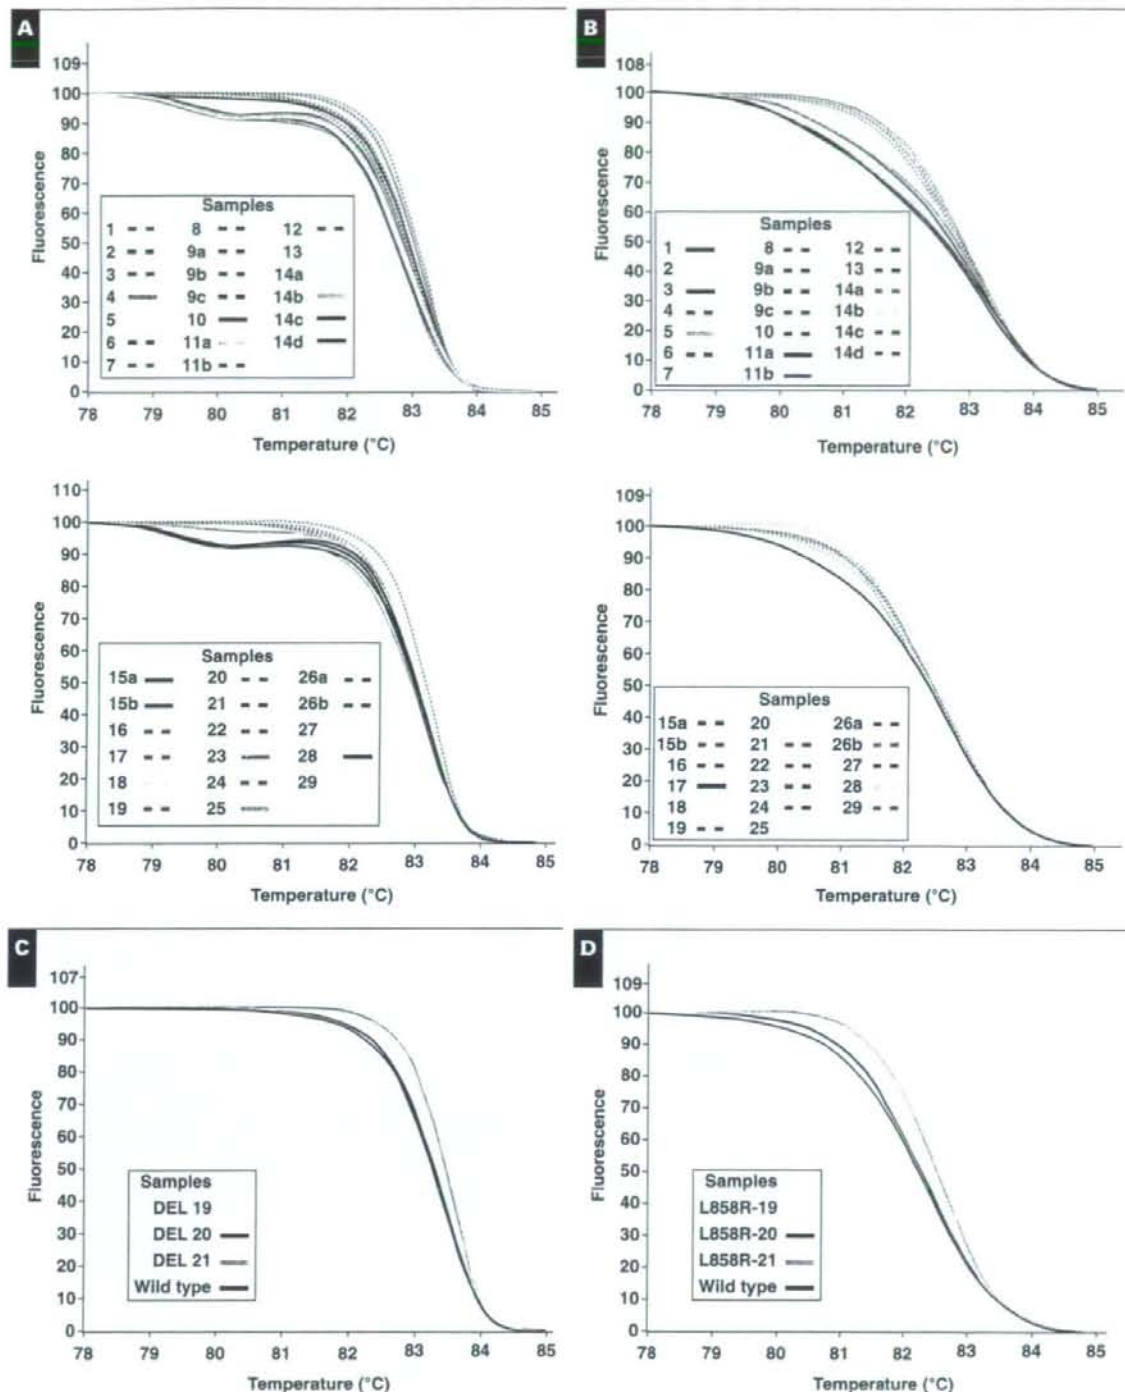 A
109
100
90
80
70
60
50
40
30
20
10
0
Fluorescence
Samples
1 8 12
2 9a 13
3 9b 14a
4 9c 14b
5 10 14c
6 11a 14d
7 11b
78 79 80 81 82 83 84 85
Temperature (°C)
B
108
100
90
80
70
60
50
40
30
20
10
0
Fluorescence
Samples
1 8 12
2 9a 13
3 9b 14a
4 9c 14b
5 10 14c
6 11a 14d
7 11b
78 79 80 81 82 83 84 85
Temperature (°C)
110
100
90
80
70
60
50
40
30
20
10
0
Fluorescence
Samples
15a 20 26a
15b 21 26b
16 22 27
17 23 28
18 24 29
19 25
78 79 80 81 82 83 84 85
Temperature (°C)
109
100
90
80
70
60
50
40
30
20
10
0
Fluorescence
Samples
15a 20 26a
15b 21 26b
16 22 27
17 23 28
18 24 29
19 25
78 79 80 81 82 83 84 85
Temperature (°C)
C
107
100
90
80
70
60
50
40
30
20
10
0
Fluorescence
Samples
DEL 19
DEL 20
DEL 21
Wild type
78 79 80 81 82 83 84 85
Temperature (°C)
D
109
100
90
80
70
60
50
40
30
20
10
0
Fluorescence
Samples
L858R-19
L858R-20
L858R-21
Wild type
78 79 80 81 82 83 84 85
Temperature (°C)